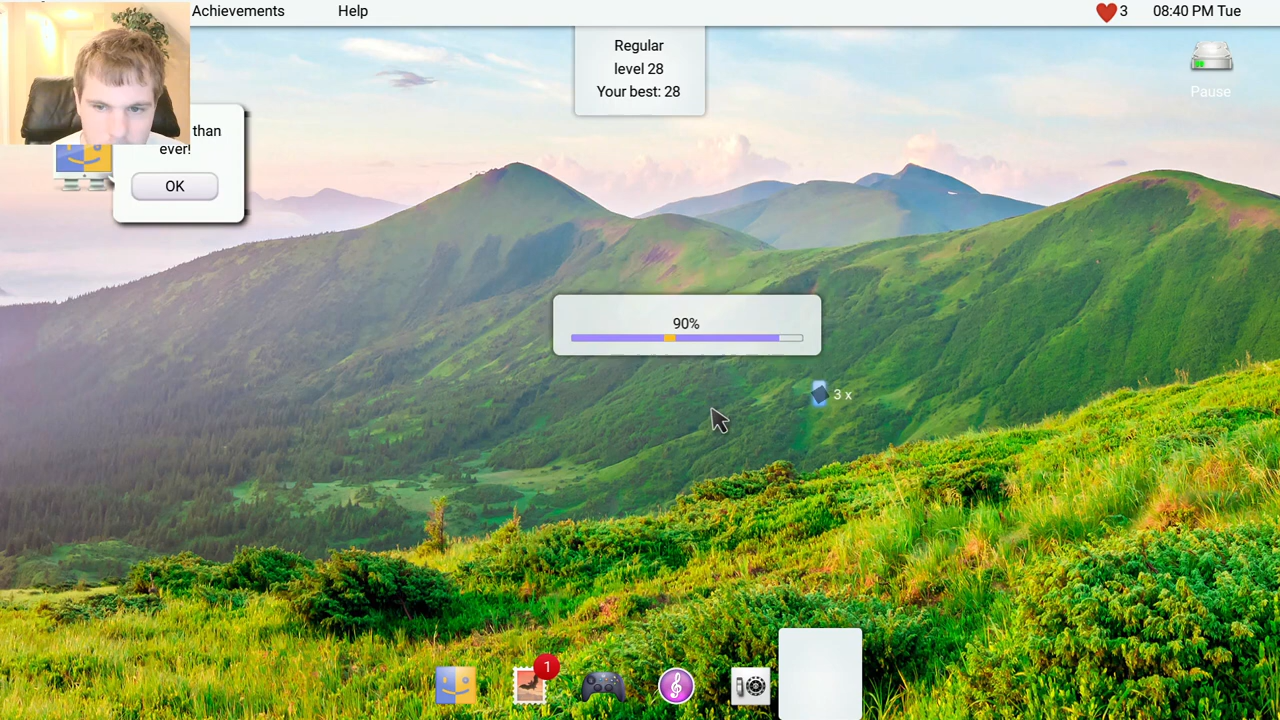 Achievements
Help
3
08:40 PM Tue
Regular
level 28
Your best: 28
Pause
than
ever!
OK
90%
3 x
1